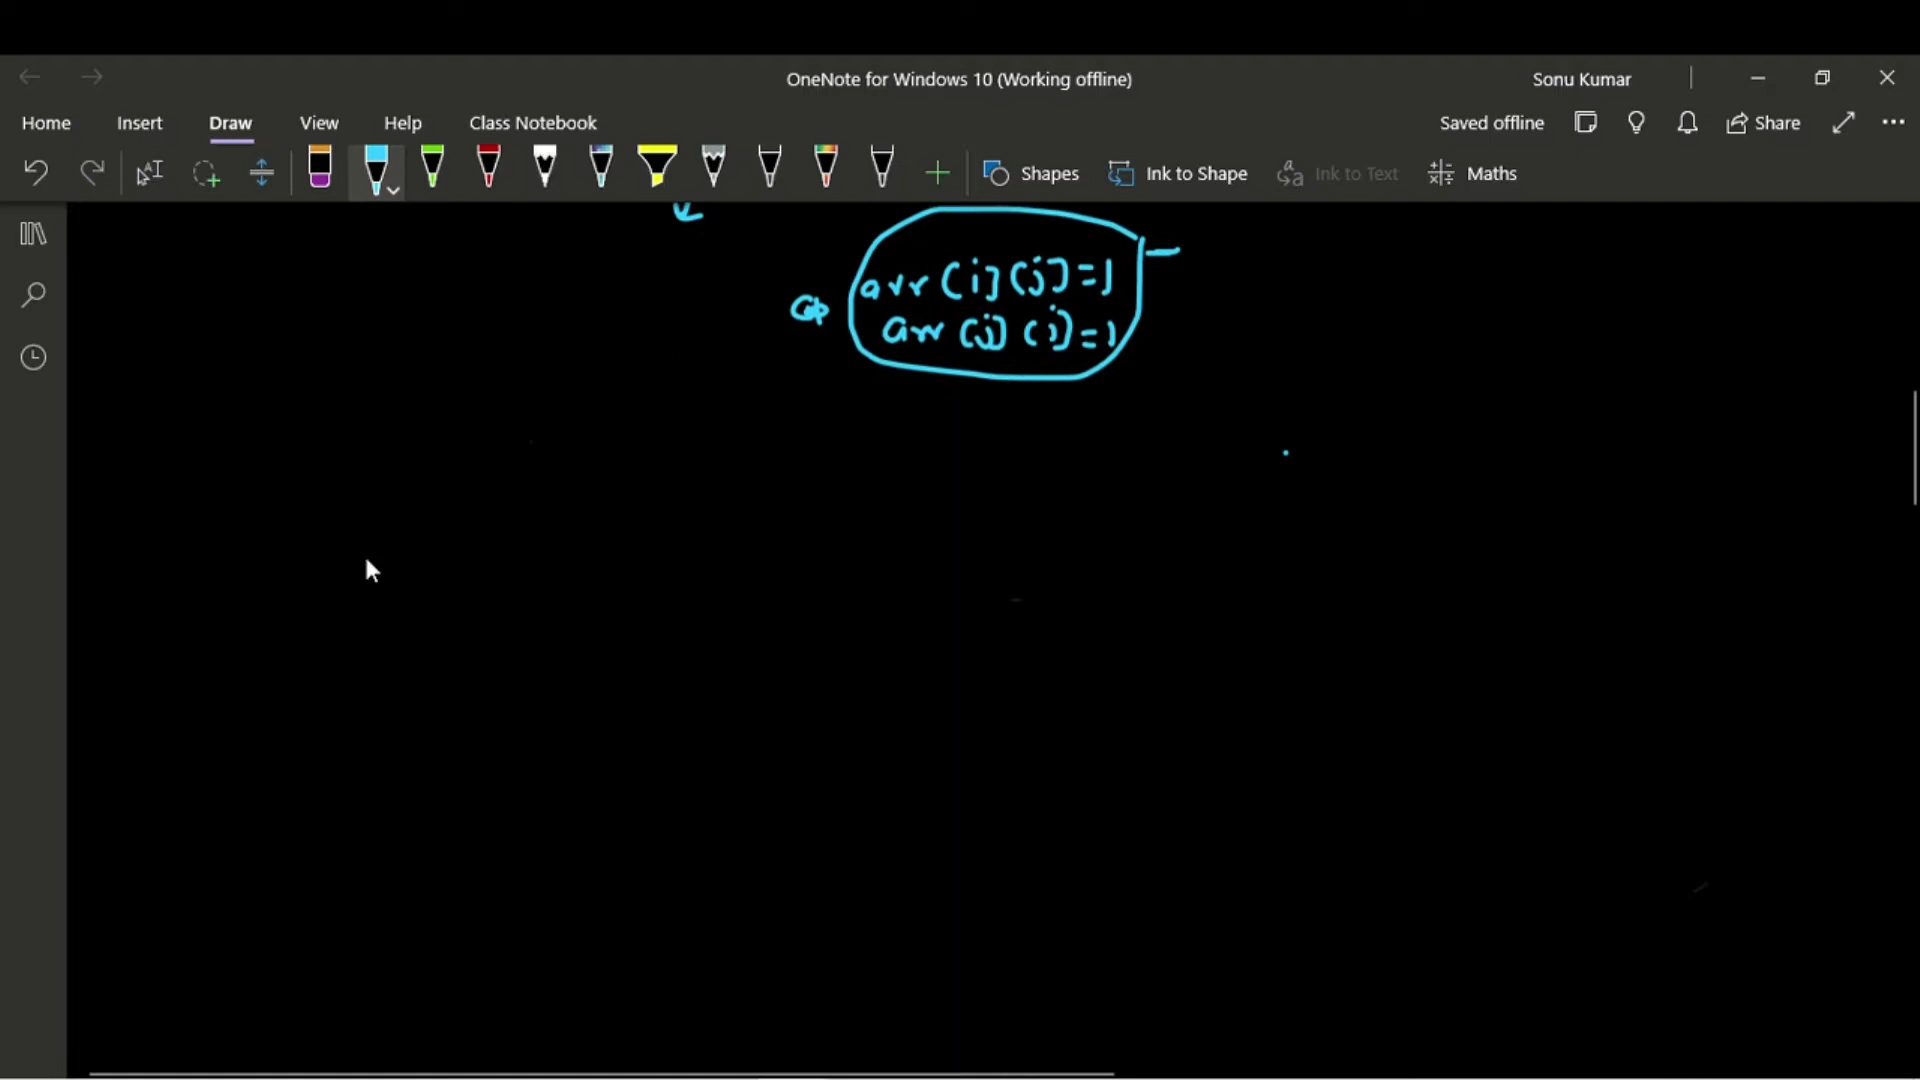 OneNote for Windows 10 (Working offline)
Sonu Kumar
Home Insert Draw View Help Class Notebook
Saved offline Share
Shapes Ink to Shape Ink to Text Maths
arr (i] (j] = 1
arr (j] (i] = 1